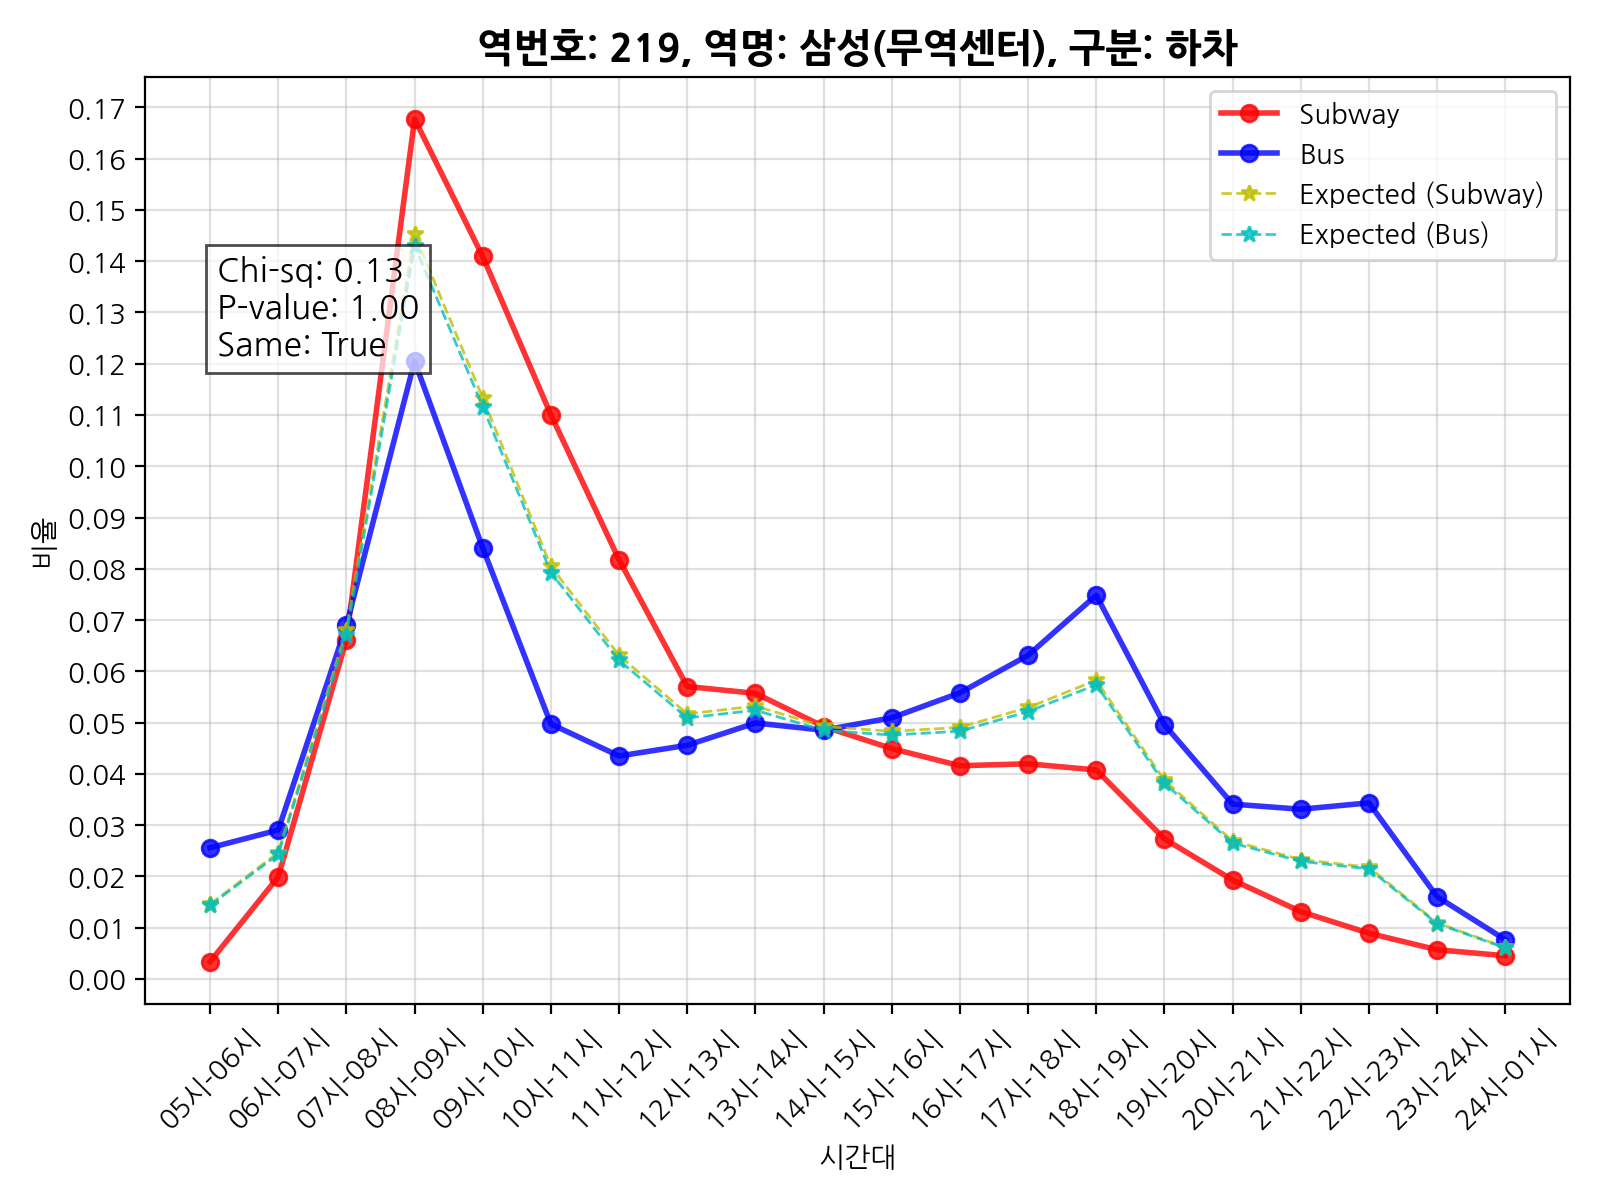 역번호: 219, 역명: 삼성(무역센터), 구분: 하차
Subway
Bus
Expected (Subway)
Expected (Bus)
Chi-sq: 0.13
P-value: 1.00
Same: True
비율
0.17
0.16
0.15
0.14
0.13
0.12
0.11
0.10
0.09
0.08
0.07
0.06
0.05
0.04
0.03
0.02
0.01
0.00
05시-06시
06시-07시
07시-08시
08시-09시
09시-10시
10시-11시
11시-12시
12시-13시
13시-14시
14시-15시
15시-16시
16시-17시
17시-18시
18시-19시
19시-20시
20시-21시
21시-22시
22시-23시
23시-24시
24시-01시
시간대